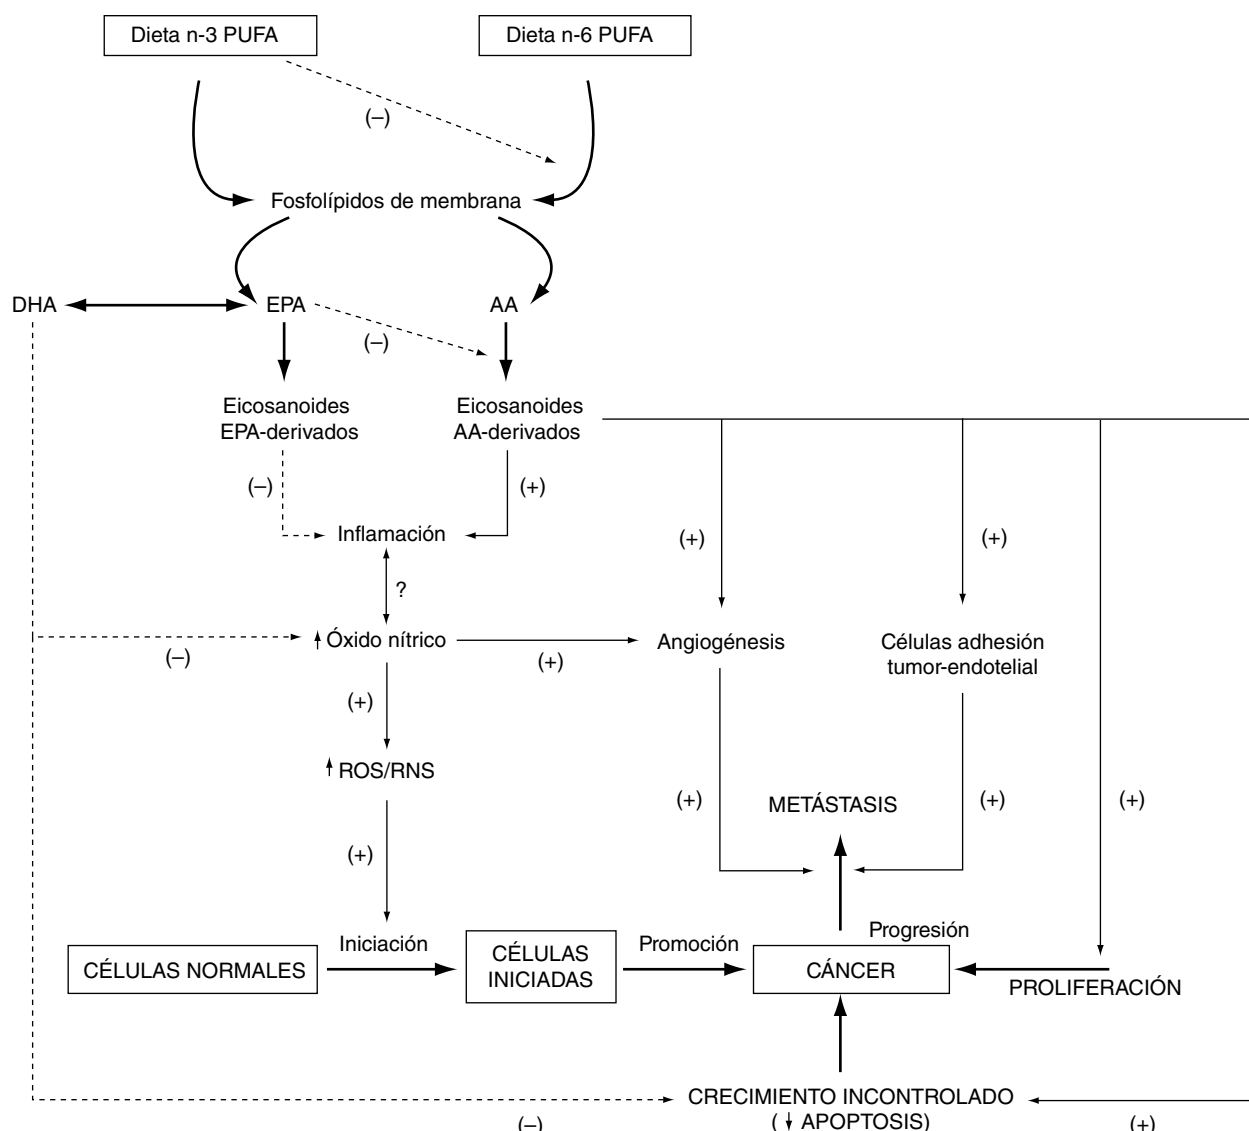 Dieta n-3 PUFA
Dieta n-6 PUFA
(–)
Fosfolípidos de membrana
DHA
EPA
AA
(–)
Eicosanoides
EPA-derivados
Eicosanoides
AA-derivados
(–)
(+)
Inflamación
(+)
(+)
?
↑ Óxido nítrico
(–)
(+)
Angiogénesis
Células adhesión
tumor-endotelial
(+)
↑ ROS/RNS
(+)
METÁSTASIS
(+)
(+)
(+)
Iniciación
Promoción
Progresión
CÉLULAS NORMALES
CÉLULAS
INICIADAS
CÁNCER
PROLIFERACIÓN
CRECIMIENTO INCONTROLADO
(↓ APOPTOSIS)
(–)
(+)